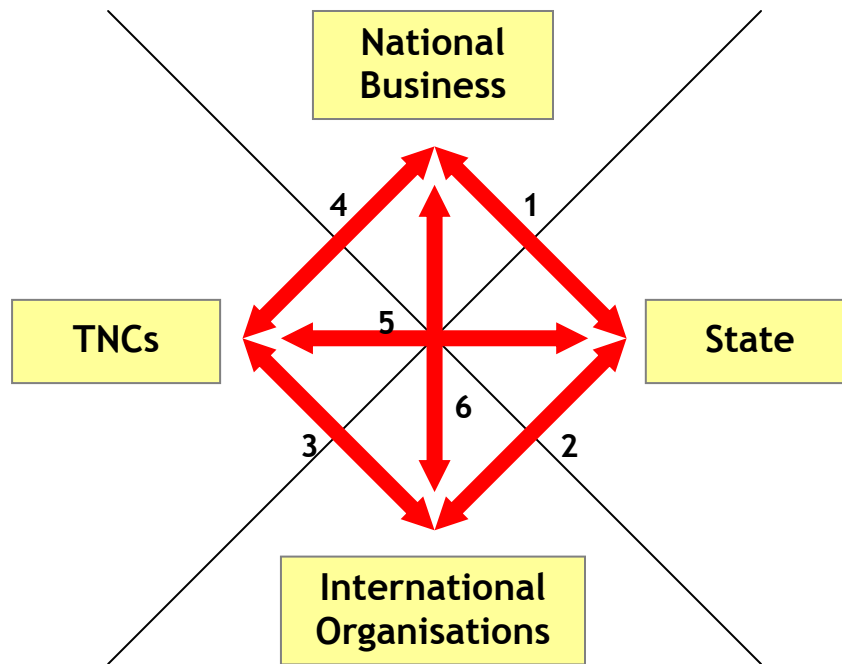 National
Business
4
1
TNCs
5
State
6
3
2
International
Organisations